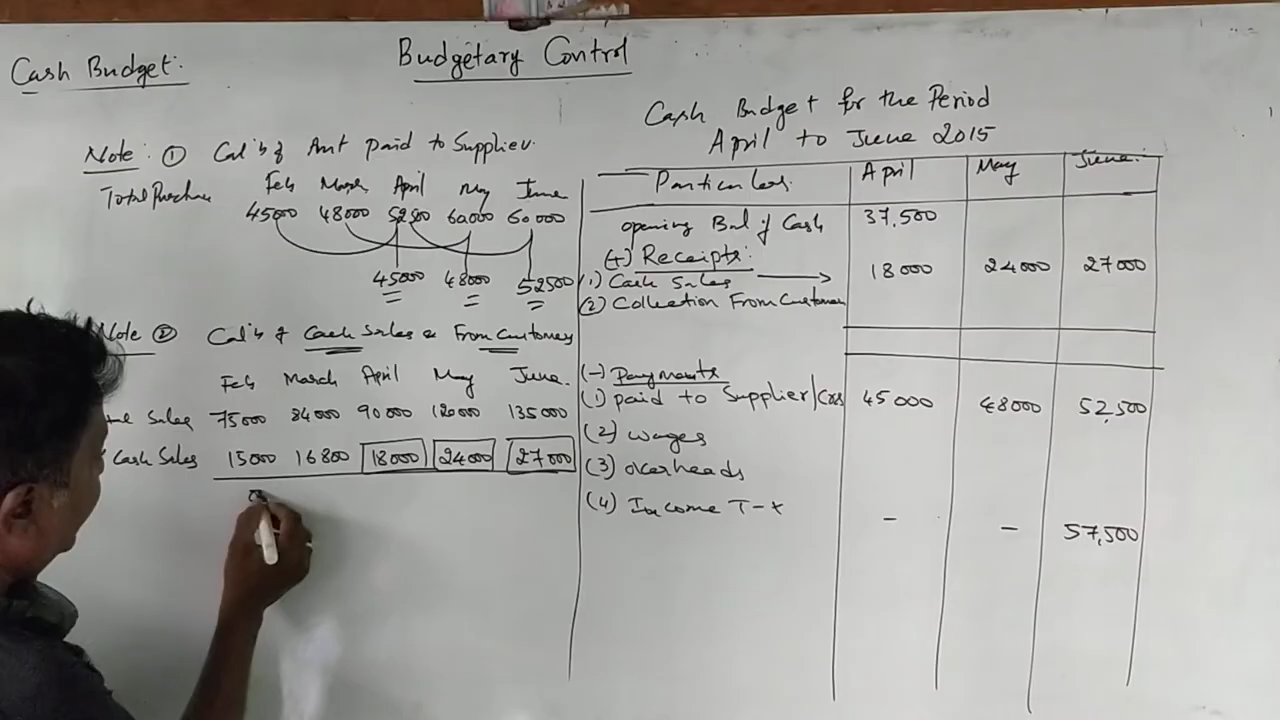 Cash Budget:
Budgetary Control
Note: ① Cal'n of Amt paid to Supplier.
Total Purchase
Feb March April May June
45000 48000 52500 60000 60000
45000 48000 52500
Note ② Cal'n of Cash Sales & From Customers
Feb March April May June.
Sales 75000 84000 90000 120000 135000
Cash Sales 15000 16800 18000 24000 27000
Cash Budget for the Period
April to June 2015
Particulars. April May June.
opening Bal of Cash 37,500
(+) Receipts:
(1) Cash Sales 18000 24000 27000
(2) Collection From Customer
(-) Payments
(1) paid to Supplier/Cos 45000 48000 52,500
(2) wages
(3) overheads
(4) Income T-x - - 57,500